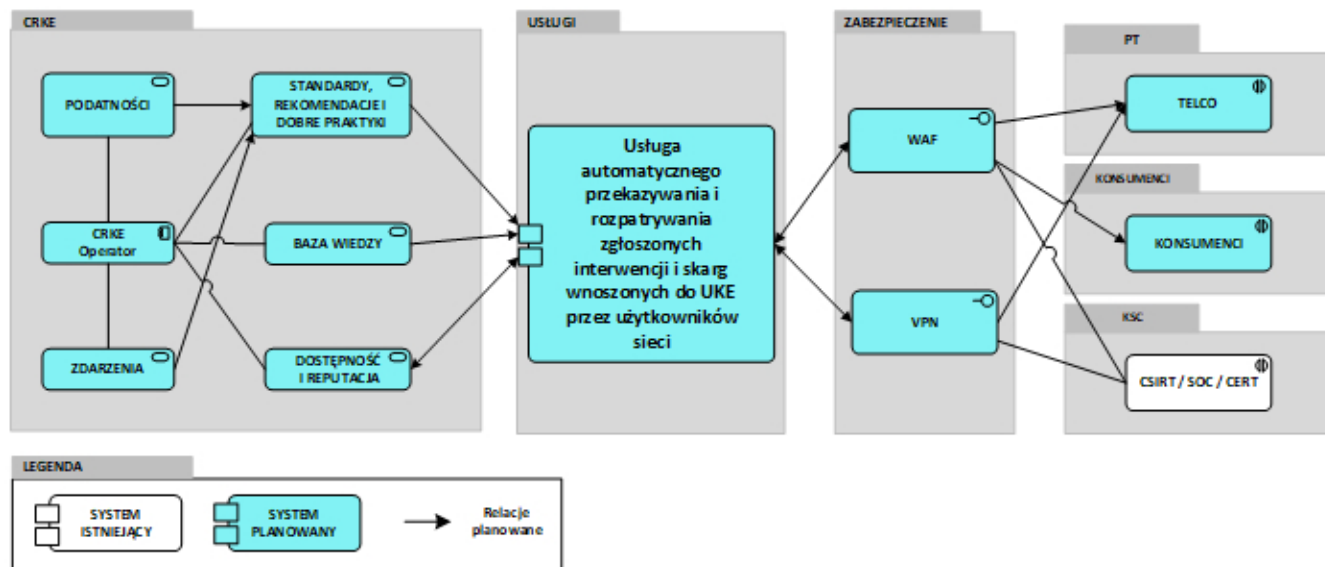 CRKE
PODATNOŚCI
STANDARDY,
REKOMENDACJE I
DOBRE PRAKTYKI
CRKE
Operator
BAZA WIEDZY
ZDARZENIA
DOSTĘPNOŚĆ
I REPUTACJA
USŁUGI
Usługa
automatycznego
przekazywania i
rozpatrywania
zgłoszonych
interwencji i skarg
wnoszonych do UKE
przez użytkowników
sieci
ZABEZPIECZENIE
WAF
VPN
PT
TELCO
KONSUMENCI
KONSUMENCI
KSC
CSIRT / SOC / CERT
LEGENDA
SYSTEM
ISTNIEJĄCY
SYSTEM
PLANOWANY
Relacje
planowane